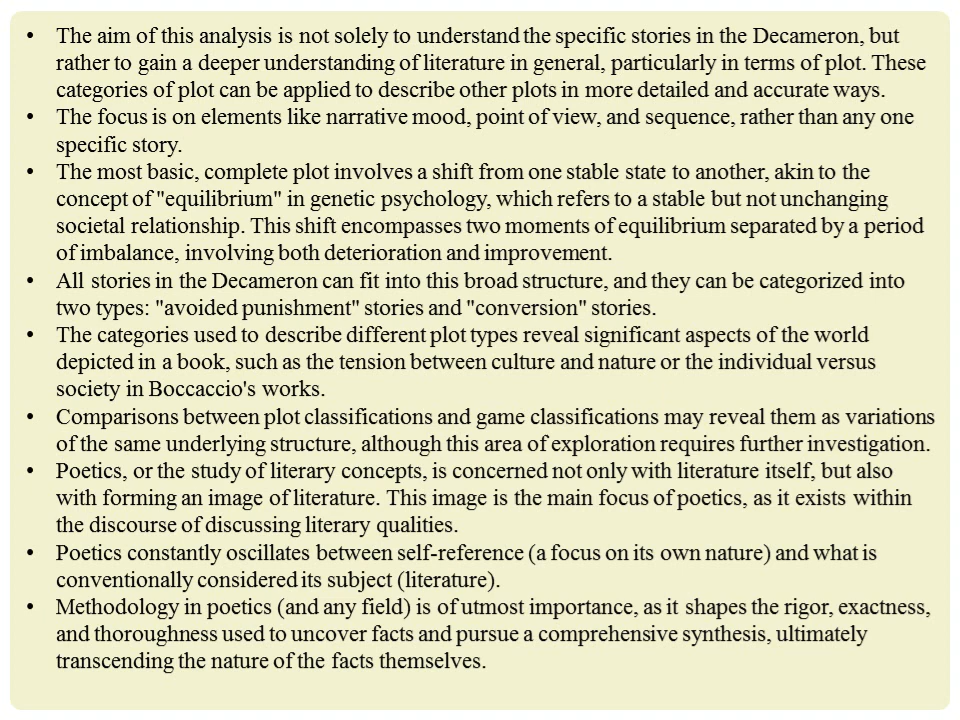 • The aim of this analysis is not solely to understand the specific stories in the Decameron, but
rather to gain a deeper understanding of literature in general, particularly in terms of plot. These
categories of plot can be applied to describe other plots in more detailed and accurate ways.
• The focus is on elements like narrative mood, point of view, and sequence, rather than any one
specific story.
• The most basic, complete plot involves a shift from one stable state to another, akin to the
concept of "equilibrium" in genetic psychology, which refers to a stable but not unchanging
societal relationship. This shift encompasses two moments of equilibrium separated by a period
of imbalance, involving both deterioration and improvement.
• All stories in the Decameron can fit into this broad structure, and they can be categorized into
two types: "avoided punishment" stories and "conversion" stories.
• The categories used to describe different plot types reveal significant aspects of the world
depicted in a book, such as the tension between culture and nature or the individual versus
society in Boccaccio's works.
• Comparisons between plot classifications and game classifications may reveal them as variations
of the same underlying structure, although this area of exploration requires further investigation.
• Poetics, or the study of literary concepts, is concerned not only with literature itself, but also
with forming an image of literature. This image is the main focus of poetics, as it exists within
the discourse of discussing literary qualities.
• Poetics constantly oscillates between self-reference (a focus on its own nature) and what is
conventionally considered its subject (literature).
• Methodology in poetics (and any field) is of utmost importance, as it shapes the rigor, exactness,
and thoroughness used to uncover facts and pursue a comprehensive synthesis, ultimately
transcending the nature of the facts themselves.